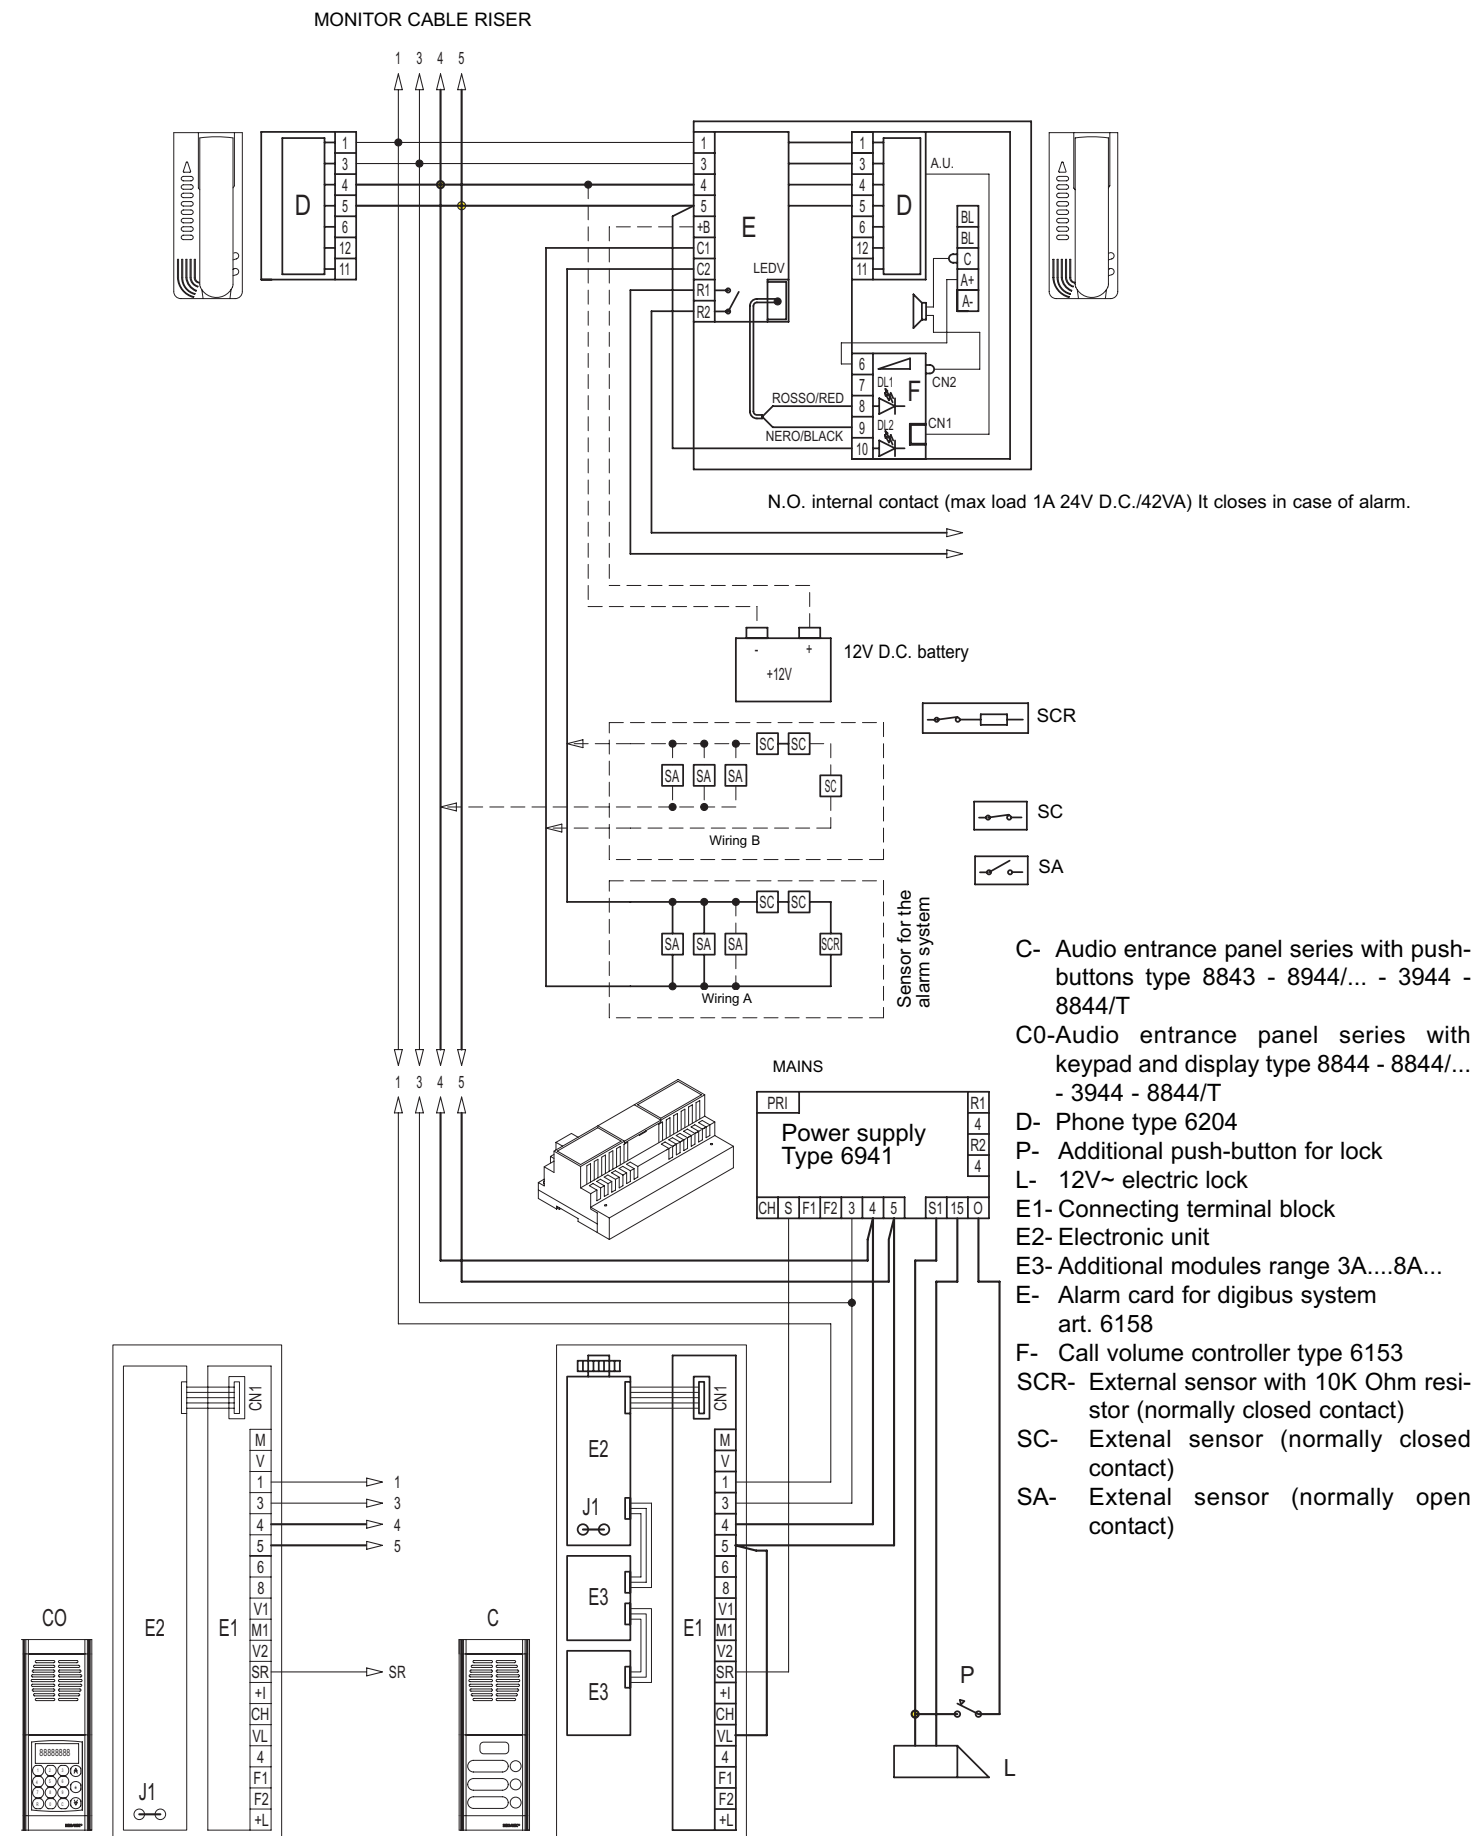 MONITOR CABLE RISER
1 3 4 5
1
3
4
5
6
12
11
D
1
3
4
5
+B
C1
C2
R1
R2
E
LEDV
1
3
4
5
6
12
11
D
A.U.
BL
BL
C
A+
A-
6
7
8
9
10
DL1
DL2
F
CN2
CN1
ROSSO/RED
NERO/BLACK
N.O. internal contact (max load 1A 24V D.C./42VA) It closes in case of alarm.
- +
+12V
12V D.C. battery
SCR
SC SC
SA SA SA SC
Wiring B
SC
SA
SC SC
SA SA SA SCR
Wiring A
Sensor for the
alarm system
1 3 4 5
MAINS
PRI
Power supply
Type 6941
R1
4
R2
4
CH S F1 F2 3 4 5 S1 15 O
C- Audio entrance panel series with push-
buttons type 8843 - 8944/... - 3944 -
8844/T
C0-Audio entrance panel series with
keypad and display type 8844 - 8844/...
- 3944 - 8844/T
D- Phone type 6204
P- Additional push-button for lock
L- 12V~ electric lock
E1- Connecting terminal block
E2- Electronic unit
E3- Additional modules range 3A....8A...
E- Alarm card for digibus system
art. 6158
F- Call volume controller type 6153
SCR- External sensor with 10K Ohm resi-
stor (normally closed contact)
SC- Extenal sensor (normally closed
contact)
SA- Extenal sensor (normally open
contact)
CO
88888888
E2
J1
E1
CN1
M
V
1
3
4
5
6
8
V1
M1
V2
SR
+I
CH
VL
4
F1
F2
+L
1
3
4
5
SR
C
E2
J1
E3
E3
E1
CN1
M
V
1
3
4
5
6
8
V1
M1
V2
SR
+I
CH
VL
4
F1
F2
+L
P
L